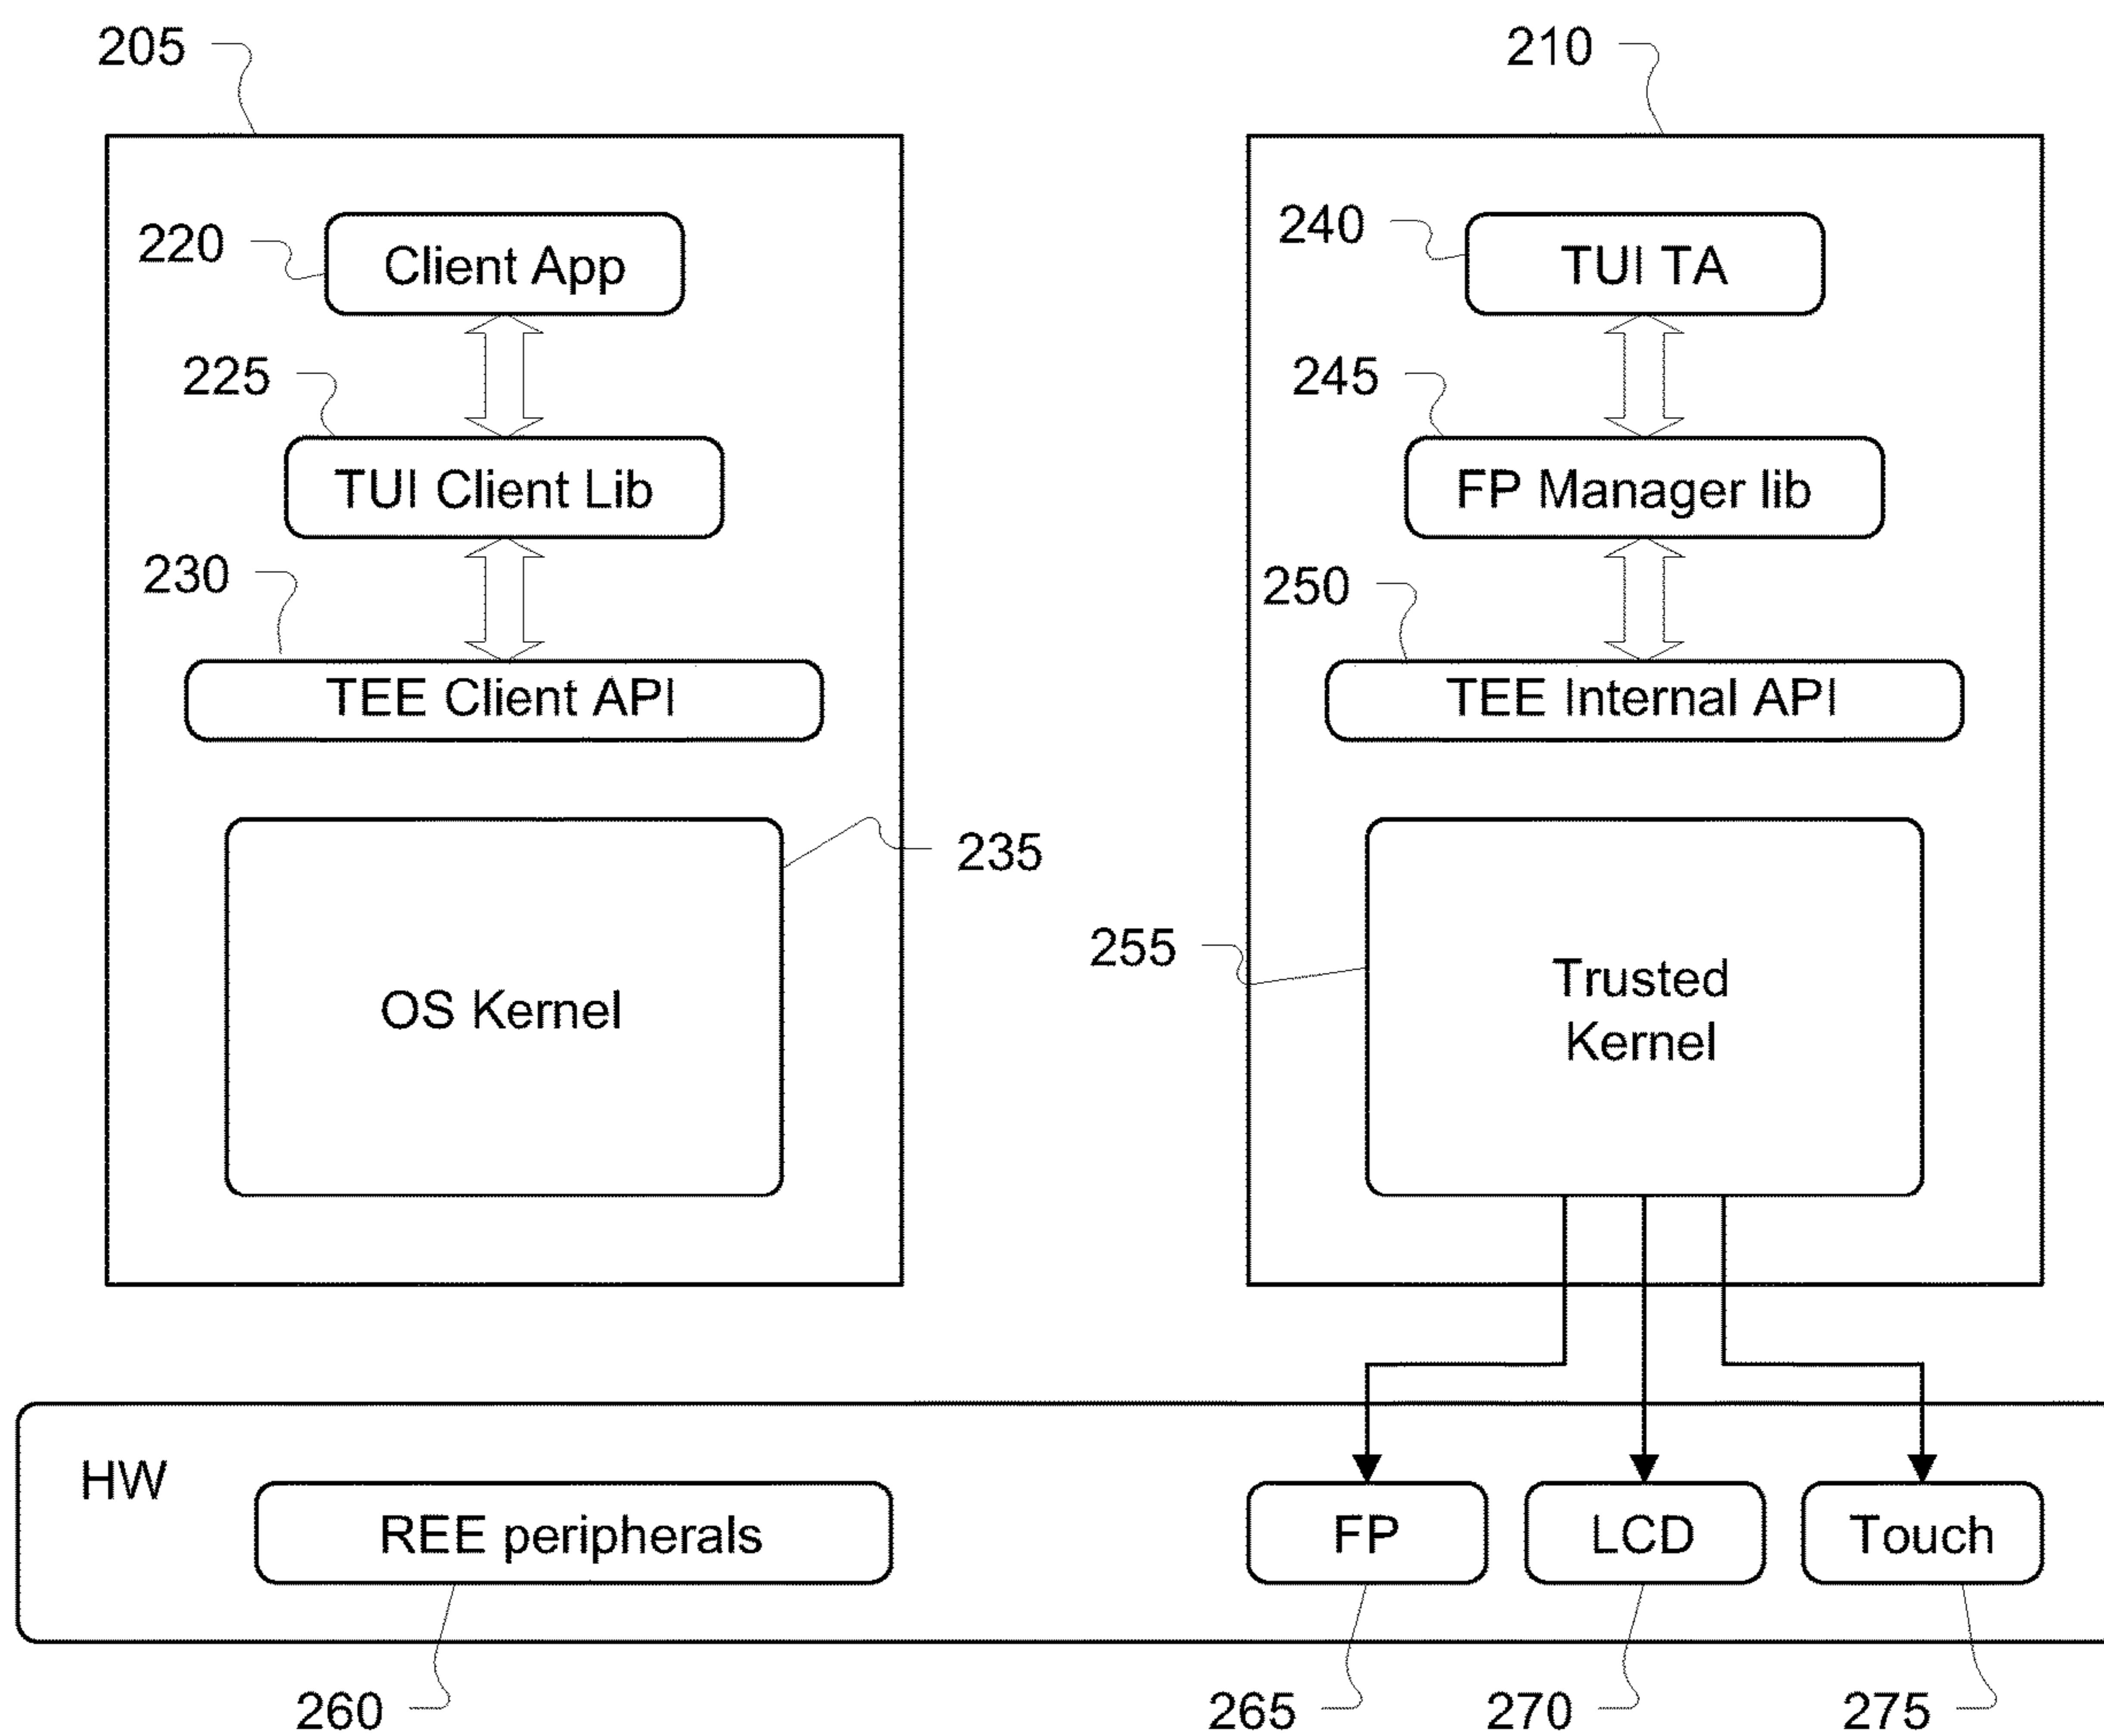 205
210
220
Client App
240
TUI TA
225
245
TUI Client Lib
FP Manager lib
230
250
TEE Client API
TEE Internal API
235
255
OS Kernel
Trusted
Kernel
HW
REE peripherals
FP
LCD
Touch
260
265
270
275